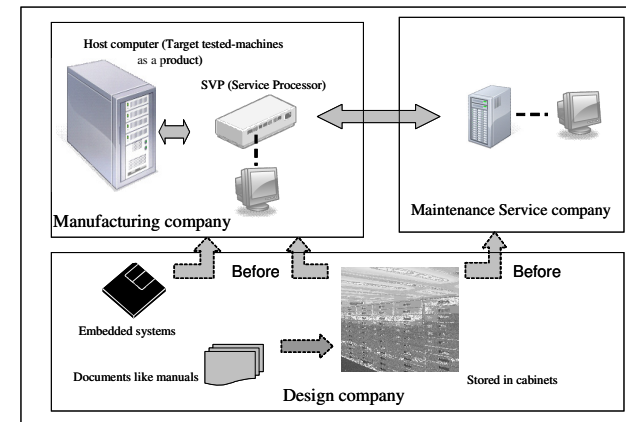 Host computer (Target tested-machines
as a product)
SVP (Service Processor)
Manufacturing company
Maintenance Service company
Before
Before
Embedded systems
Documents like manuals
Stored in cabinets
Design company